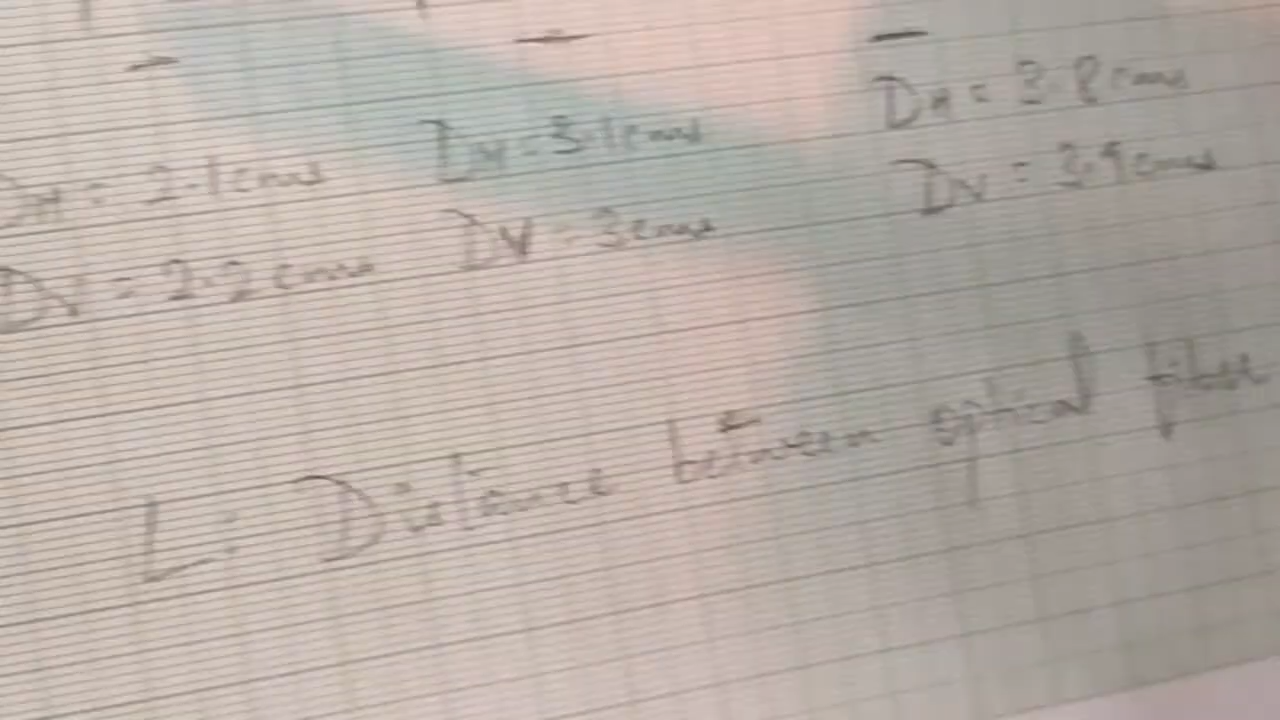 DH = 2.1cms DH = 3.1cms DH = 3.8cms
DV = 2.2cms DV = 3cms DV = 3.9cms
L: Distance between optical fiber